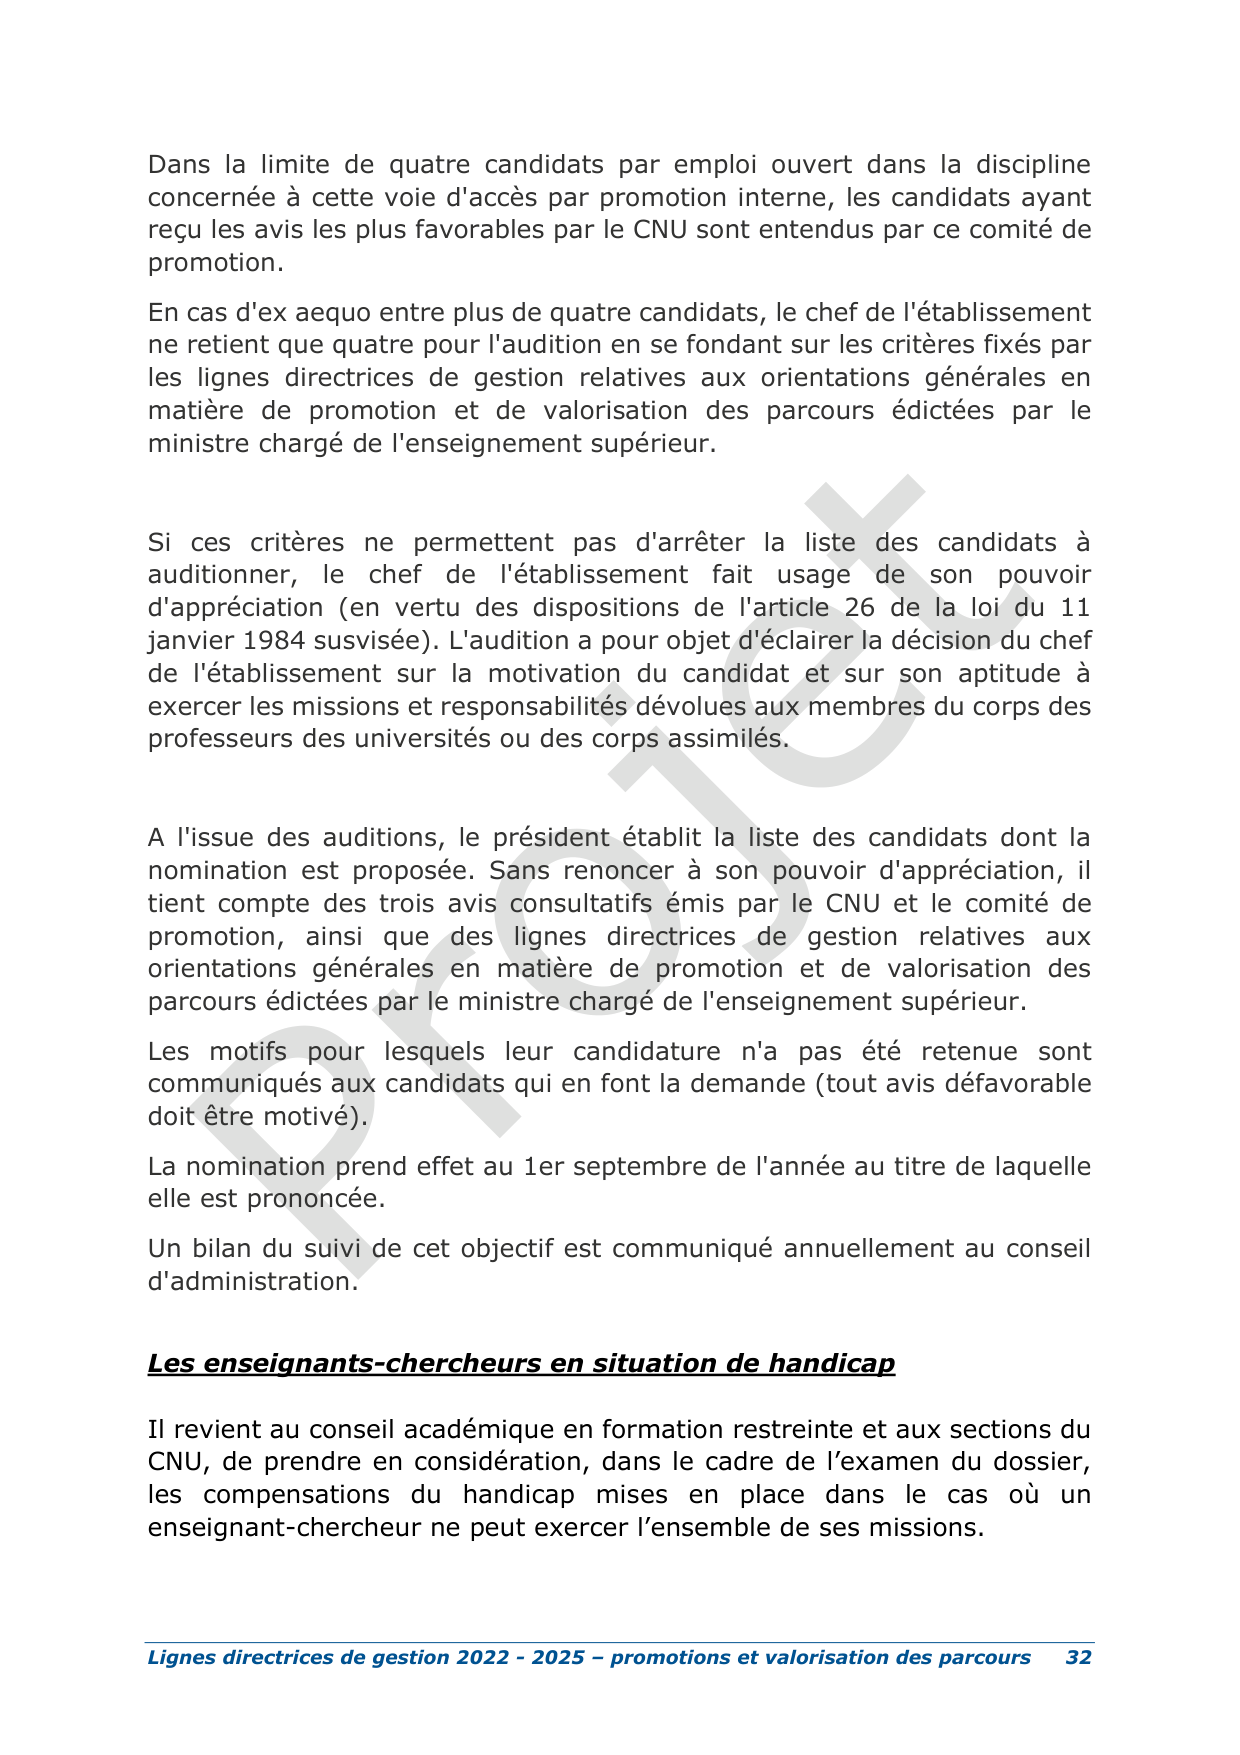 Dans la limite de quatre candidats par emploi ouvert dans la discipline
concernée à cette voie d'accès par promotion interne, les candidats ayant
reçu les avis les plus favorables par le CNU sont entendus par ce comité de
promotion.
En cas d'ex aequo entre plus de quatre candidats, le chef de l'établissement
ne retient que quatre pour l'audition en se fondant sur les critères fixés par
les lignes directrices de gestion relatives aux orientations générales en
matière de promotion et de valorisation des parcours édictées par le
ministre chargé de l'enseignement supérieur.
Si ces critères ne permettent pas d'arrêter la liste des candidats à
auditionner, le chef de l'établissement fait usage de son pouvoir
d'appréciation (en vertu des dispositions de l'article 26 de la loi du 11
janvier 1984 susvisée). L'audition a pour objet d'éclairer la décision du chef
de l'établissement sur la motivation du candidat et sur son aptitude à
exercer les missions et responsabilités dévolues aux membres du corps des
professeurs des universités ou des corps assimilés.
A l'issue des auditions, le président établit la liste des candidats dont la
nomination est proposée. Sans renoncer à son pouvoir d'appréciation, il
tient compte des trois avis consultatifs émis par le CNU et le comité de
promotion, ainsi que des lignes directrices de gestion relatives aux
orientations générales en matière de promotion et de valorisation des
parcours édictées par le ministre chargé de l'enseignement supérieur.
Les motifs pour lesquels leur candidature n'a pas été retenue sont
communiqués aux candidats qui en font la demande (tout avis défavorable
doit être motivé).
La nomination prend effet au 1er septembre de l'année au titre de laquelle
elle est prononcée.
Un bilan du suivi de cet objectif est communiqué annuellement au conseil
d'administration.
Les enseignants-chercheurs en situation de handicap
Il revient au conseil académique en formation restreinte et aux sections du
CNU, de prendre en considération, dans le cadre de l’examen du dossier,
les compensations du handicap mises en place dans le cas où un
enseignant-chercheur ne peut exercer l’ensemble de ses missions.
Lignes directrices de gestion 2022 - 2025 – promotions et valorisation des parcours 32
Projet